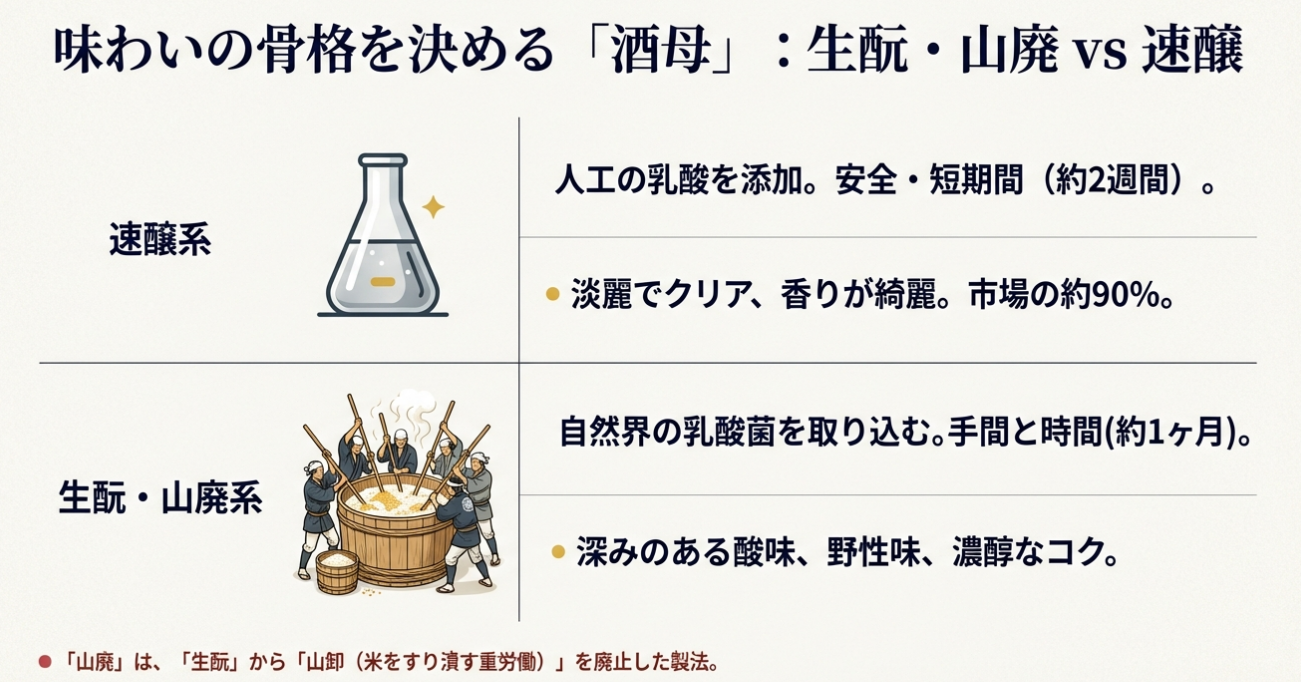 味わいの骨格を決める「酒母」：生酛・山廃 vs 速醸
速醸系
人工の乳酸を添加。安全・短期間（約2週間）。
淡麗でクリア、香りが綺麗。市場の約90%。
生酛・山廃系
自然界の乳酸菌を取り込む。手間と時間(約1ヶ月)。
深みのある酸味、野性味、濃醇なコク。
「山廃」は、「生酛」から「山卸（米をすり潰す重労働）」を廃止した製法。